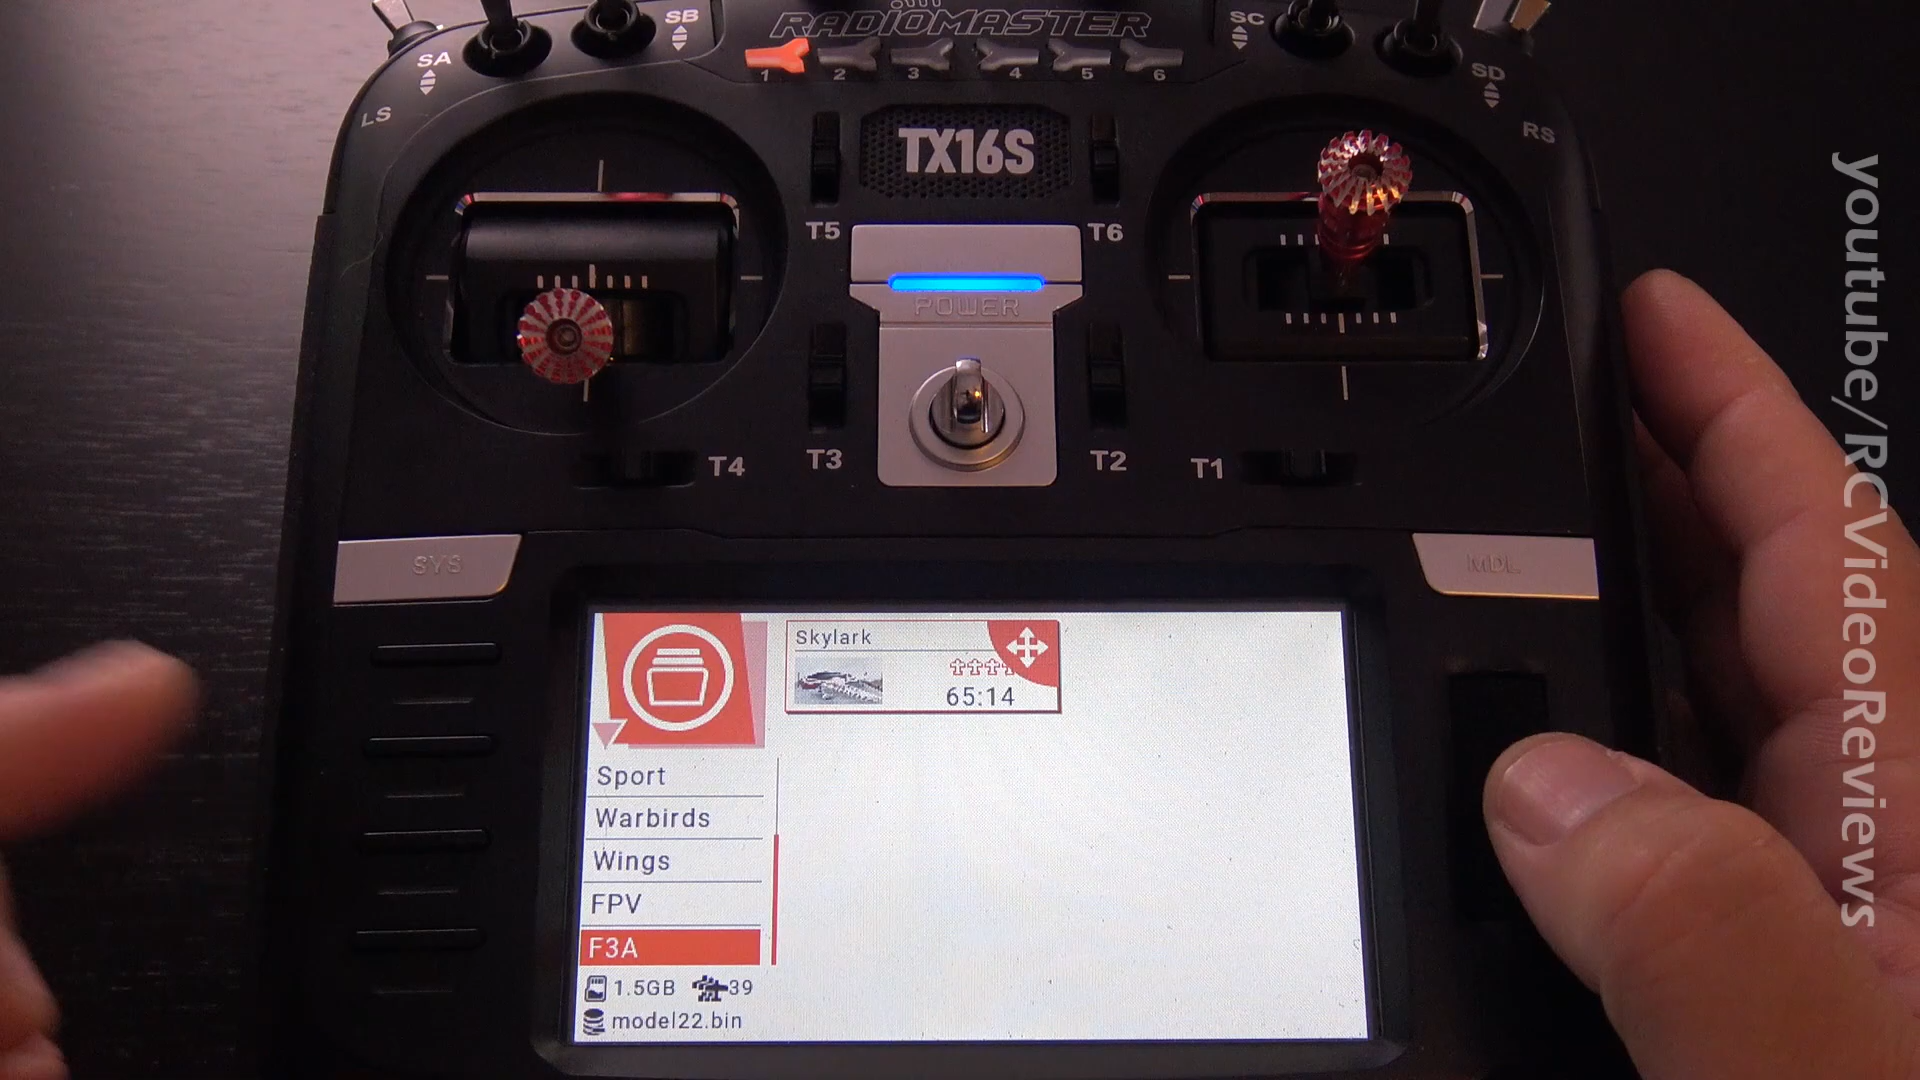 RADIOMASTER
SB
SC
SA
SD
LS
RS
1 2 3 4 5 6
TX16S
T5
T6
POWER
T3
T2
T4
T1
SYS
MDL
Skylark
65:14
Sport
Warbirds
Wings
FPV
F3A
1.5GB
39
model22.bin
youtube/RCVideoReviews